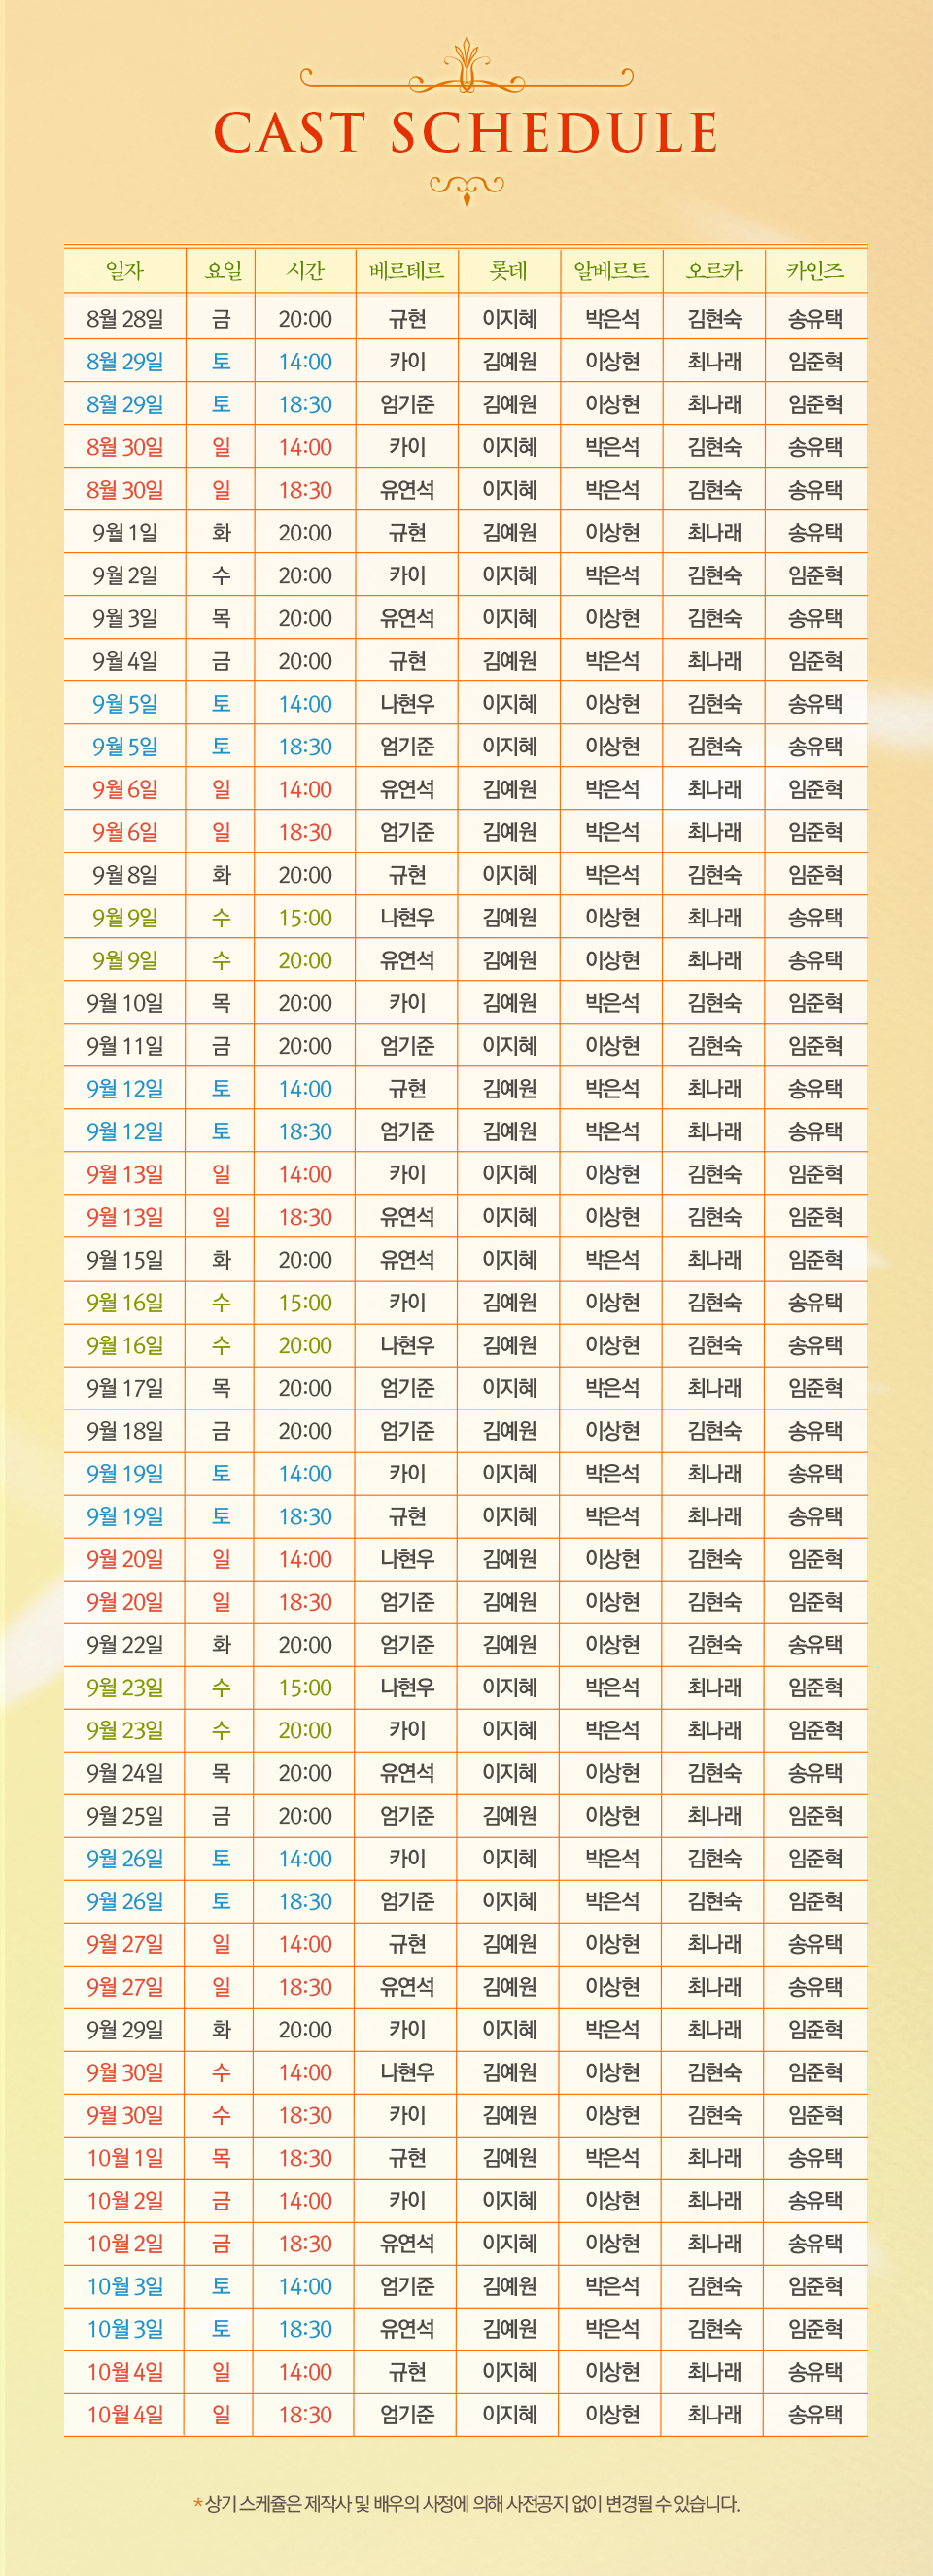 CAST SCHEDULE
일자 요일 시간 베르테르 롯데 알베르트 오르카 카인즈
8월 28일 금 20:00 규현 이지혜 박은석 김현숙 송유택
8월 29일 토 14:00 카이 김예원 이상현 최나래 임준혁
8월 29일 토 18:30 엄기준 김예원 이상현 최나래 임준혁
8월 30일 일 14:00 카이 이지혜 박은석 김현숙 송유택
8월 30일 일 18:30 유연석 이지혜 박은석 김현숙 송유택
9월 1일 화 20:00 규현 김예원 이상현 최나래 송유택
9월 2일 수 20:00 카이 이지혜 박은석 김현숙 임준혁
9월 3일 목 20:00 유연석 이지혜 이상현 김현숙 송유택
9월 4일 금 20:00 규현 김예원 박은석 최나래 임준혁
9월 5일 토 14:00 나현우 이지혜 이상현 김현숙 송유택
9월 5일 토 18:30 엄기준 이지혜 이상현 김현숙 송유택
9월 6일 일 14:00 유연석 김예원 박은석 최나래 임준혁
9월 6일 일 18:30 엄기준 김예원 박은석 최나래 임준혁
9월 8일 화 20:00 규현 이지혜 박은석 김현숙 임준혁
9월 9일 수 15:00 나현우 김예원 이상현 최나래 송유택
9월 9일 수 20:00 유연석 김예원 이상현 최나래 송유택
9월 10일 목 20:00 카이 김예원 박은석 김현숙 임준혁
9월 11일 금 20:00 엄기준 이지혜 이상현 김현숙 임준혁
9월 12일 토 14:00 규현 김예원 박은석 최나래 송유택
9월 12일 토 18:30 엄기준 김예원 박은석 최나래 송유택
9월 13일 일 14:00 카이 이지혜 이상현 김현숙 임준혁
9월 13일 일 18:30 유연석 이지혜 이상현 김현숙 임준혁
9월 15일 화 20:00 유연석 이지혜 박은석 최나래 임준혁
9월 16일 수 15:00 카이 김예원 이상현 김현숙 송유택
9월 16일 수 20:00 나현우 김예원 이상현 김현숙 송유택
9월 17일 목 20:00 엄기준 이지혜 박은석 최나래 임준혁
9월 18일 금 20:00 엄기준 김예원 이상현 김현숙 송유택
9월 19일 토 14:00 카이 이지혜 박은석 최나래 송유택
9월 19일 토 18:30 규현 이지혜 박은석 최나래 송유택
9월 20일 일 14:00 나현우 김예원 이상현 김현숙 임준혁
9월 20일 일 18:30 엄기준 김예원 이상현 김현숙 임준혁
9월 22일 화 20:00 엄기준 김예원 이상현 김현숙 송유택
9월 23일 수 15:00 나현우 이지혜 박은석 최나래 임준혁
9월 23일 수 20:00 카이 이지혜 박은석 최나래 임준혁
9월 24일 목 20:00 유연석 이지혜 이상현 김현숙 송유택
9월 25일 금 20:00 엄기준 김예원 이상현 최나래 임준혁
9월 26일 토 14:00 카이 이지혜 박은석 김현숙 임준혁
9월 26일 토 18:30 엄기준 이지혜 박은석 김현숙 임준혁
9월 27일 일 14:00 규현 김예원 이상현 최나래 송유택
9월 27일 일 18:30 유연석 김예원 이상현 최나래 송유택
9월 29일 화 20:00 카이 이지혜 박은석 최나래 임준혁
9월 30일 수 14:00 나현우 김예원 이상현 김현숙 임준혁
9월 30일 수 18:30 카이 김예원 이상현 김현숙 임준혁
10월 1일 목 18:30 규현 김예원 박은석 최나래 송유택
10월 2일 금 14:00 카이 이지혜 이상현 최나래 송유택
10월 2일 금 18:30 유연석 이지혜 이상현 최나래 송유택
10월 3일 토 14:00 엄기준 김예원 박은석 김현숙 임준혁
10월 3일 토 18:30 유연석 김예원 박은석 김현숙 임준혁
10월 4일 일 14:00 규현 이지혜 이상현 최나래 송유택
10월 4일 일 18:30 엄기준 이지혜 이상현 최나래 송유택
*상기 스케쥴은 제작사 및 배우의 사정에 의해 사전공지 없이 변경될 수 있습니다.